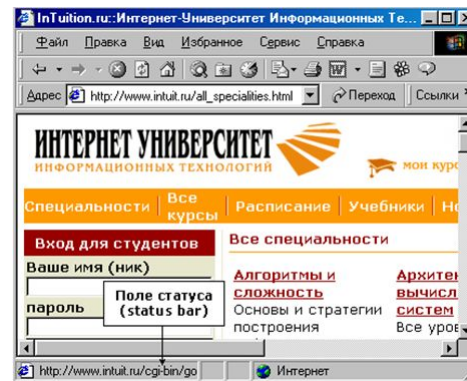 InTuition.ru::Интернет-Университет Информационных Те...
Файл Правка Вид Избранное Сервис Справка
Адрес http://www.intuit.ru/all_specialities.html Переход Ссылки
ИНТЕРНЕТ УНИВЕРСИТЕТ
ИНФОРМАЦИОННЫХ ТЕХНОЛОГИЙ
мои курс
Специальности Все курсы Расписание Учебники Но
Вход для студентов
Ваше имя (ник)
пароль
Поле статуса
(status bar)
Все специальности
Алгоритмы и
сложность
Основы и стратегии
построения
Архитек
вычисл
систем
Все уров
http://www.intuit.ru/cgi-bin/go Интернет